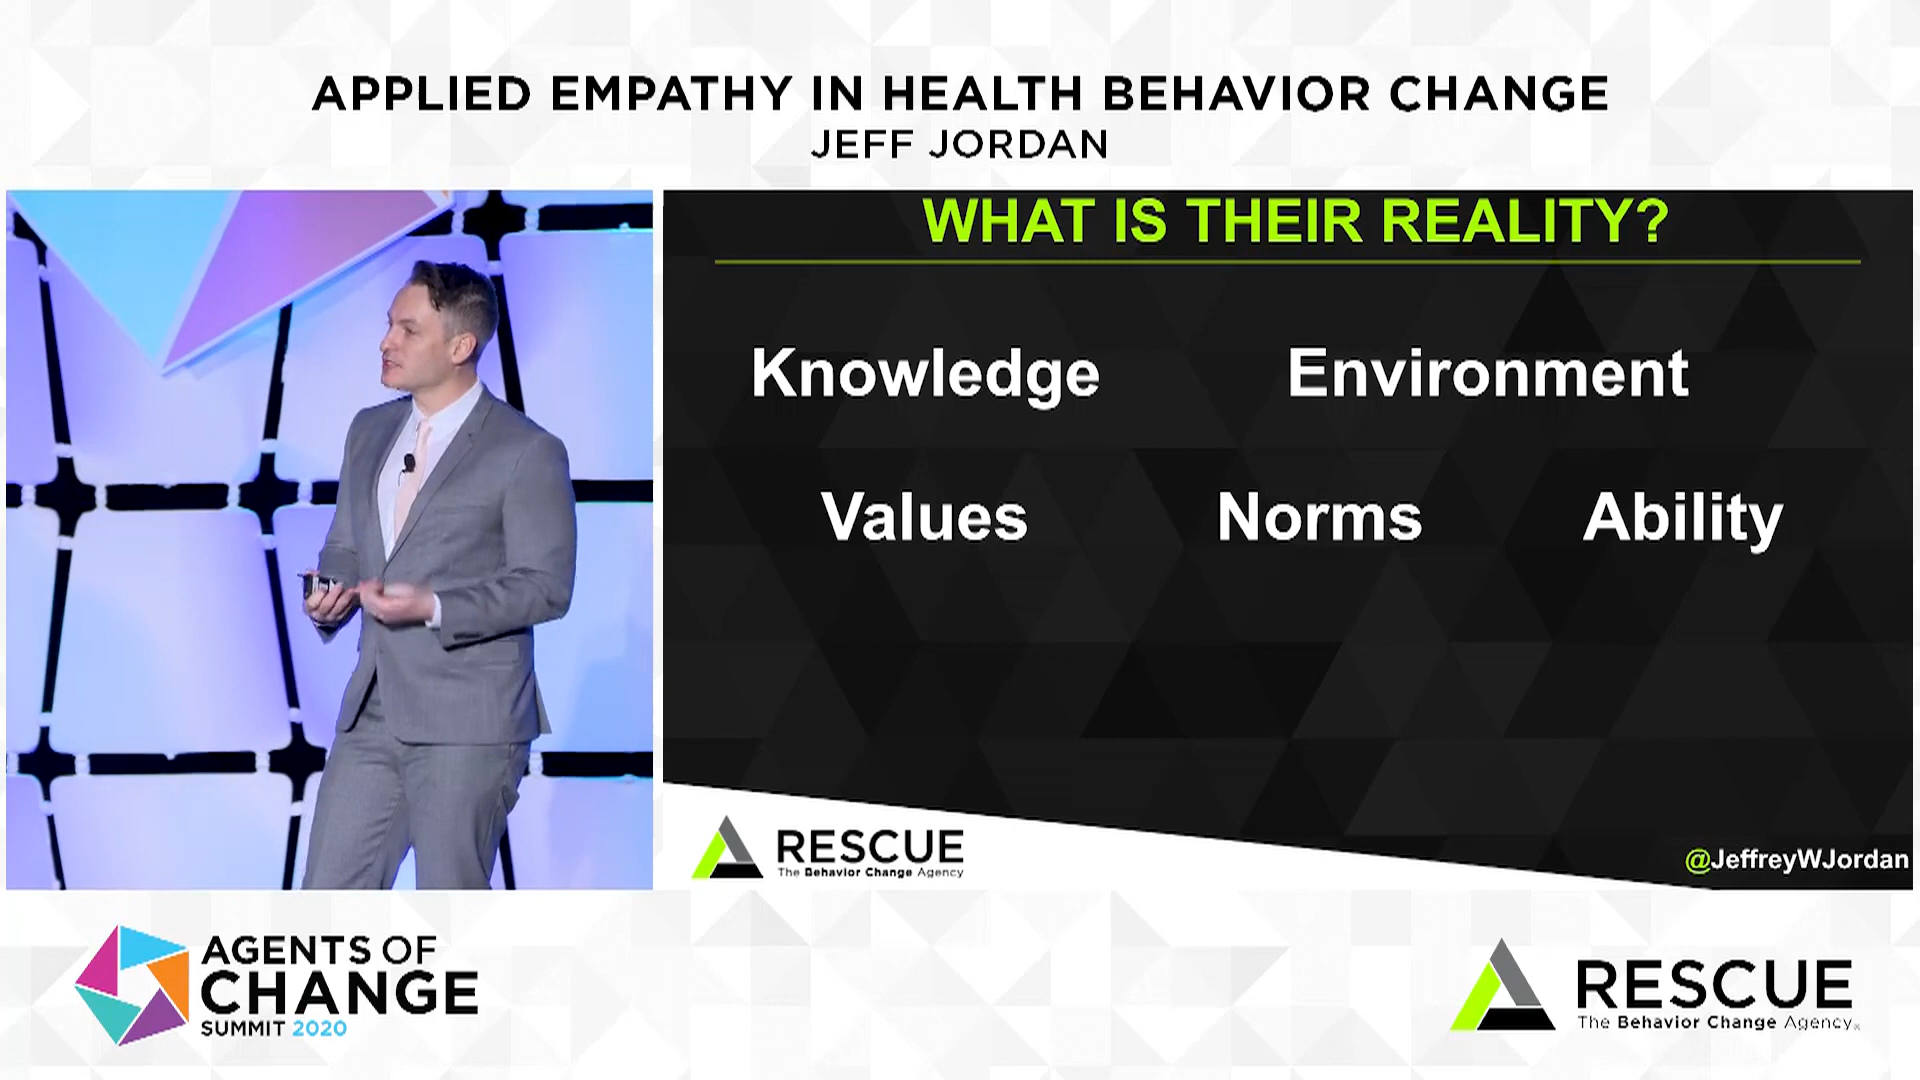 APPLIED EMPATHY IN HEALTH BEHAVIOR CHANGE
JEFF JORDAN
WHAT IS THEIR REALITY?
Knowledge Environment
Values Norms Ability
RESCUE
The Behavior Change Agency
@JeffreyWJordan
AGENTS OF
CHANGE
SUMMIT 2020
RESCUE
The Behavior Change Agency